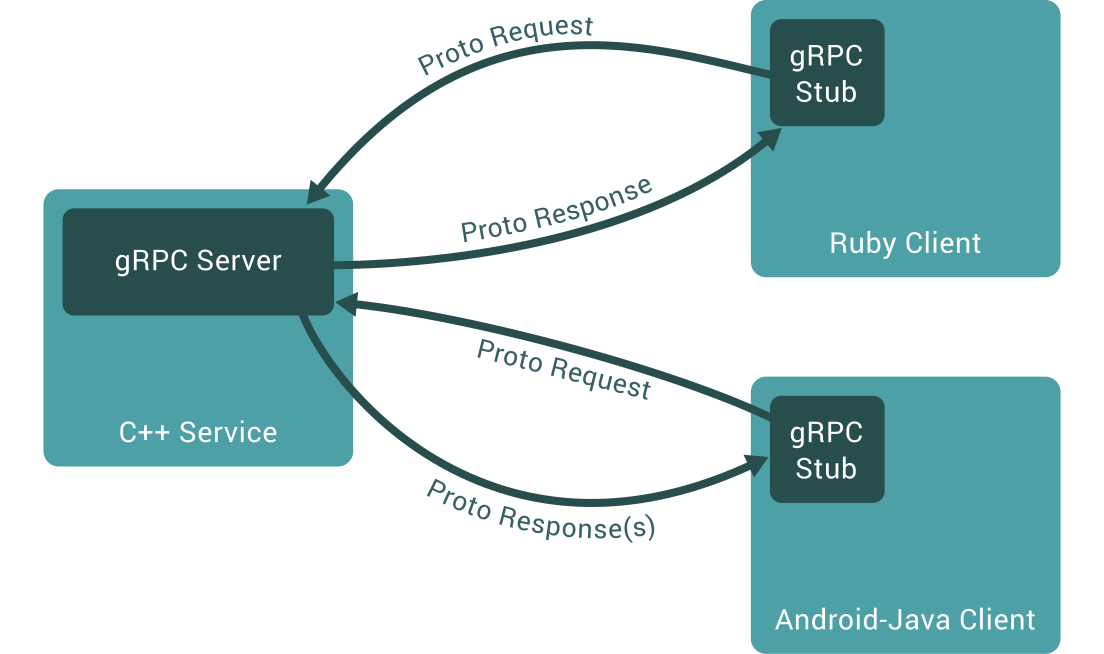 Proto Request
gRPC
Stub
Proto Response
Ruby Client
gRPC Server
C++ Service
Proto Request
gRPC
Stub
Proto Response(s)
Android-Java Client